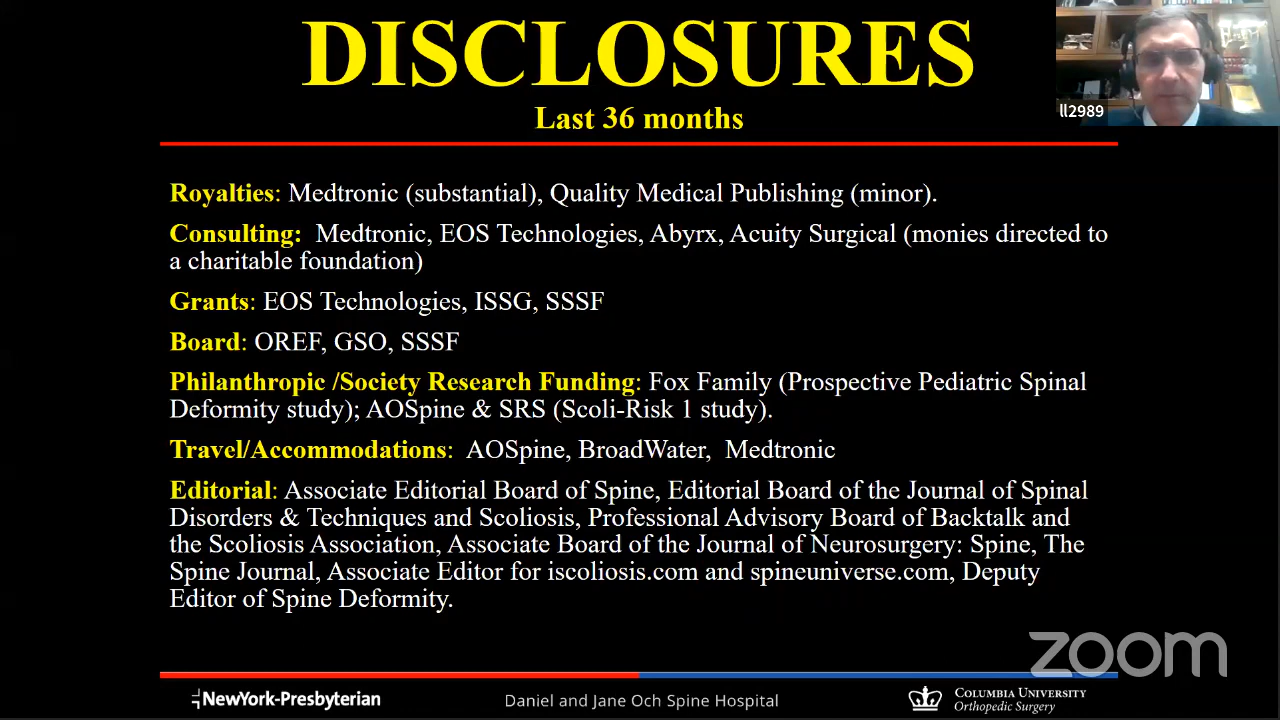 DISCLOSURES
Last 36 months
ll2989
Royalties: Medtronic (substantial), Quality Medical Publishing (minor).
Consulting: Medtronic, EOS Technologies, Abyrx, Acuity Surgical (monies directed to
a charitable foundation)
Grants: EOS Technologies, ISSG, SSSF
Board: OREF, GSO, SSSF
Philanthropic /Society Research Funding: Fox Family (Prospective Pediatric Spinal
Deformity study); AOSpine & SRS (Scoli-Risk 1 study).
Travel/Accommodations: AOSpine, BroadWater, Medtronic
Editorial: Associate Editorial Board of Spine, Editorial Board of the Journal of Spinal
Disorders & Techniques and Scoliosis, Professional Advisory Board of Backtalk and
the Scoliosis Association, Associate Board of the Journal of Neurosurgery: Spine, The
Spine Journal, Associate Editor for iscoliosis.com and spineuniverse.com, Deputy
Editor of Spine Deformity.
zoom
NewYork-Presbyterian
Daniel and Jane Och Spine Hospital
COLUMBIA UNIVERSITY
Orthopedic Surgery